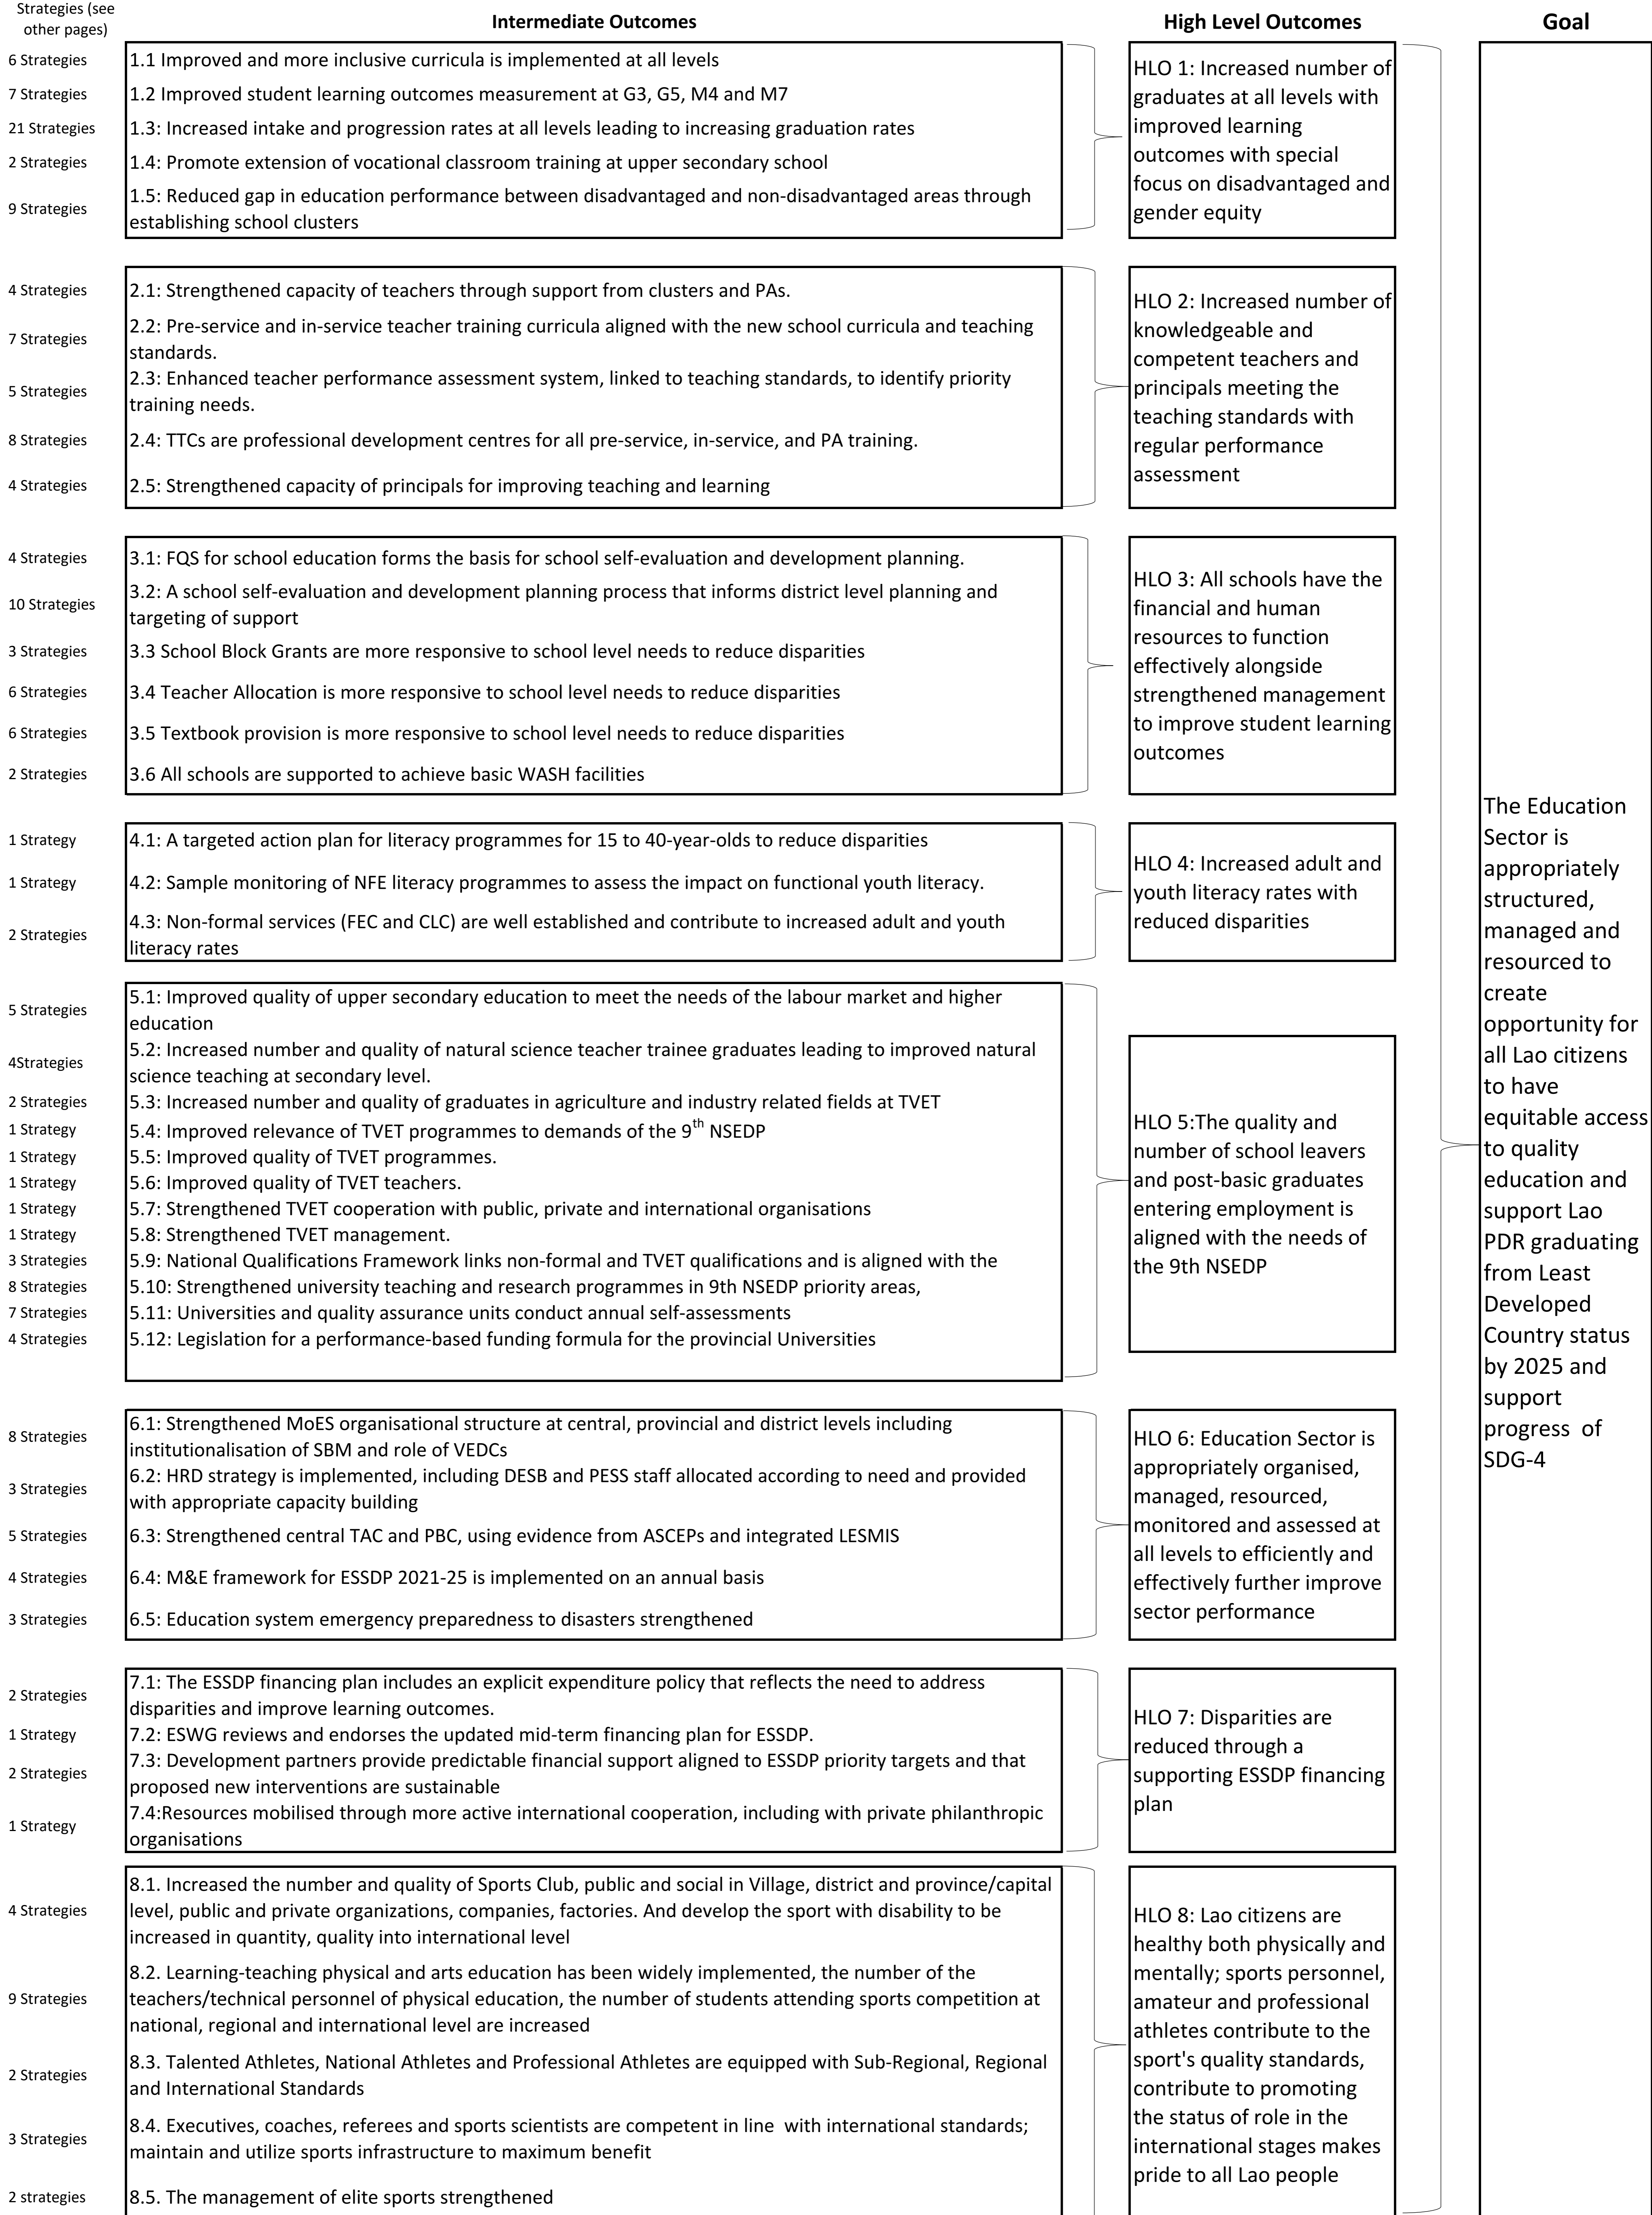 Strategies (see
other pages)
Intermediate Outcomes
High Level Outcomes
Goal
6 Strategies
1.1 Improved and more inclusive curricula is implemented at all levels
7 Strategies
1.2 Improved student learning outcomes measurement at G3, G5, M4 and M7
21 Strategies
1.3: Increased intake and progression rates at all levels leading to increasing graduation rates
2 Strategies
1.4: Promote extension of vocational classroom training at upper secondary school
9 Strategies
1.5: Reduced gap in education performance between disadvantaged and non-disadvantaged areas through
establishing school clusters
HLO 1: Increased number of
graduates at all levels with
improved learning
outcomes with special
focus on disadvantaged and
gender equity
4 Strategies
2.1: Strengthened capacity of teachers through support from clusters and PAs.
7 Strategies
2.2: Pre-service and in-service teacher training curricula aligned with the new school curricula and teaching
standards.
5 Strategies
2.3: Enhanced teacher performance assessment system, linked to teaching standards, to identify priority
training needs.
8 Strategies
2.4: TTCs are professional development centres for all pre-service, in-service, and PA training.
4 Strategies
2.5: Strengthened capacity of principals for improving teaching and learning
HLO 2: Increased number of
knowledgeable and
competent teachers and
principals meeting the
teaching standards with
regular performance
assessment
4 Strategies
3.1: FQS for school education forms the basis for school self-evaluation and development planning.
10 Strategies
3.2: A school self-evaluation and development planning process that informs district level planning and
targeting of support
3 Strategies
3.3 School Block Grants are more responsive to school level needs to reduce disparities
6 Strategies
3.4 Teacher Allocation is more responsive to school level needs to reduce disparities
6 Strategies
3.5 Textbook provision is more responsive to school level needs to reduce disparities
2 Strategies
3.6 All schools are supported to achieve basic WASH facilities
HLO 3: All schools have the
financial and human
resources to function
effectively alongside
strengthened management
to improve student learning
outcomes
1 Strategy
4.1: A targeted action plan for literacy programmes for 15 to 40-year-olds to reduce disparities
1 Strategy
4.2: Sample monitoring of NFE literacy programmes to assess the impact on functional youth literacy.
2 Strategies
4.3: Non-formal services (FEC and CLC) are well established and contribute to increased adult and youth
literacy rates
HLO 4: Increased adult and
youth literacy rates with
reduced disparities
5 Strategies
5.1: Improved quality of upper secondary education to meet the needs of the labour market and higher
education
4Strategies
5.2: Increased number and quality of natural science teacher trainee graduates leading to improved natural
science teaching at secondary level.
2 Strategies
5.3: Increased number and quality of graduates in agriculture and industry related fields at TVET
1 Strategy
5.4: Improved relevance of TVET programmes to demands of the 9th NSEDP
1 Strategy
5.5: Improved quality of TVET programmes.
1 Strategy
5.6: Improved quality of TVET teachers.
1 Strategy
5.7: Strengthened TVET cooperation with public, private and international organisations
1 Strategy
5.8: Strengthened TVET management.
3 Strategies
5.9: National Qualifications Framework links non-formal and TVET qualifications and is aligned with the
8 Strategies
5.10: Strengthened university teaching and research programmes in 9th NSEDP priority areas,
7 Strategies
5.11: Universities and quality assurance units conduct annual self-assessments
4 Strategies
5.12: Legislation for a performance-based funding formula for the provincial Universities
HLO 5:The quality and
number of school leavers
and post-basic graduates
entering employment is
aligned with the needs of
the 9th NSEDP
8 Strategies
6.1: Strengthened MoES organisational structure at central, provincial and district levels including
institutionalisation of SBM and role of VEDCs
3 Strategies
6.2: HRD strategy is implemented, including DESB and PESS staff allocated according to need and provided
with appropriate capacity building
5 Strategies
6.3: Strengthened central TAC and PBC, using evidence from ASCEPs and integrated LESMIS
4 Strategies
6.4: M&E framework for ESSDP 2021-25 is implemented on an annual basis
3 Strategies
6.5: Education system emergency preparedness to disasters strengthened
HLO 6: Education Sector is
appropriately organised,
managed, resourced,
monitored and assessed at
all levels to efficiently and
effectively further improve
sector performance
2 Strategies
7.1: The ESSDP financing plan includes an explicit expenditure policy that reflects the need to address
disparities and improve learning outcomes.
1 Strategy
7.2: ESWG reviews and endorses the updated mid-term financing plan for ESSDP.
2 Strategies
7.3: Development partners provide predictable financial support aligned to ESSDP priority targets and that
proposed new interventions are sustainable
1 Strategy
7.4:Resources mobilised through more active international cooperation, including with private philanthropic
organisations
HLO 7: Disparities are
reduced through a
supporting ESSDP financing
plan
4 Strategies
8.1. Increased the number and quality of Sports Club, public and social in Village, district and province/capital
level, public and private organizations, companies, factories. And develop the sport with disability to be
increased in quantity, quality into international level
9 Strategies
8.2. Learning-teaching physical and arts education has been widely implemented, the number of the
teachers/technical personnel of physical education, the number of students attending sports competition at
national, regional and international level are increased
2 Strategies
8.3. Talented Athletes, National Athletes and Professional Athletes are equipped with Sub-Regional, Regional
and International Standards
3 Strategies
8.4. Executives, coaches, referees and sports scientists are competent in line with international standards;
maintain and utilize sports infrastructure to maximum benefit
2 strategies
8.5. The management of elite sports strengthened
HLO 8: Lao citizens are
healthy both physically and
mentally; sports personnel,
amateur and professional
athletes contribute to the
sport's quality standards,
contribute to promoting
the status of role in the
international stages makes
pride to all Lao people
The Education
Sector is
appropriately
structured,
managed and
resourced to
create
opportunity for
all Lao citizens
to have
equitable access
to quality
education and
support Lao
PDR graduating
from Least
Developed
Country status
by 2025 and
support
progress of
SDG-4